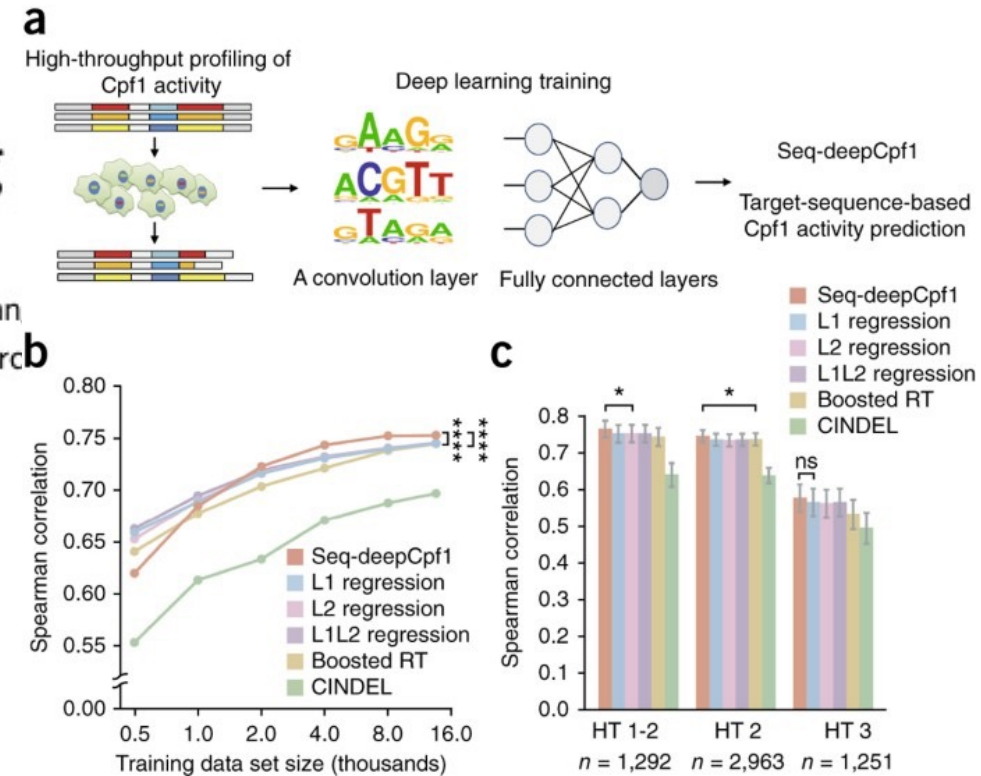 a
High-throughput profiling of
Cpf1 activity
Deep learning training
GAAGG
ACGTT
GTAGA
A convolution layer
Fully connected layers
Seq-deepCpf1
Target-sequence-based
Cpf1 activity prediction
b
Spearman correlation
0.80
0.75
0.70
0.65
0.60
0.55
0.00
0.5 1.0 2.0 4.0 8.0 16.0
Training data set size (thousands)
****
****
Seq-deepCpf1
L1 regression
L2 regression
L1L2 regression
Boosted RT
CINDEL
c
Seq-deepCpf1
L1 regression
L2 regression
L1L2 regression
Boosted RT
CINDEL
Spearman correlation
0.8
0.7
0.6
0.5
0.4
0.3
0.2
0.1
0.0
*
*
ns
HT 1-2 HT 2 HT 3
n = 1,292 n = 2,963 n = 1,251